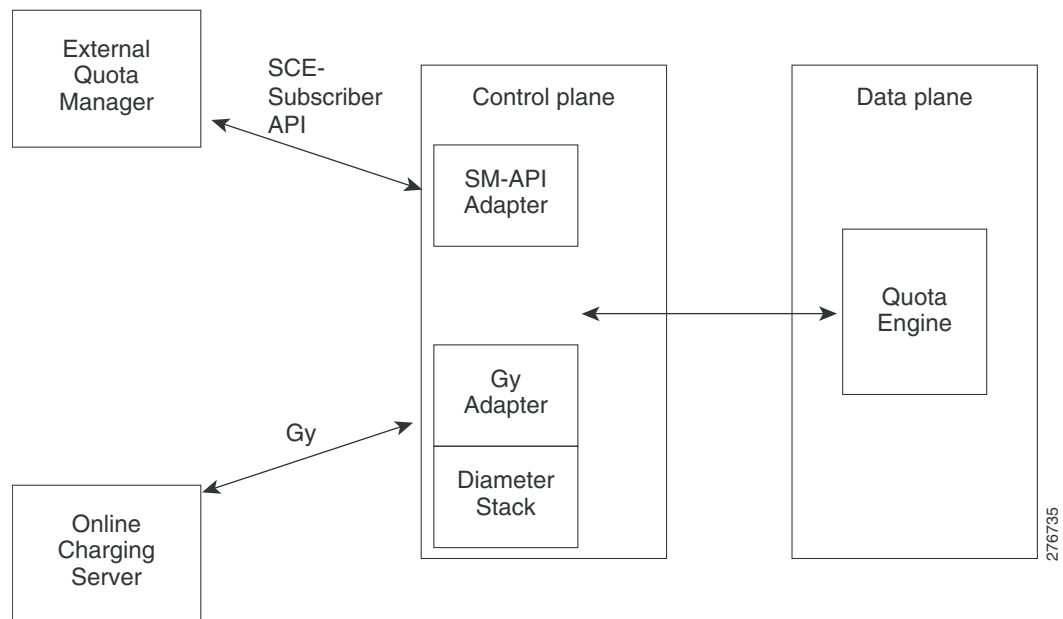 External
Quota
Manager
SCE-
Subscriber
API
Control plane
Data plane
SM-API
Adapter
Quota
Engine
Gy
Adapter
Gy
Diameter
Stack
Online
Charging
Server
276735